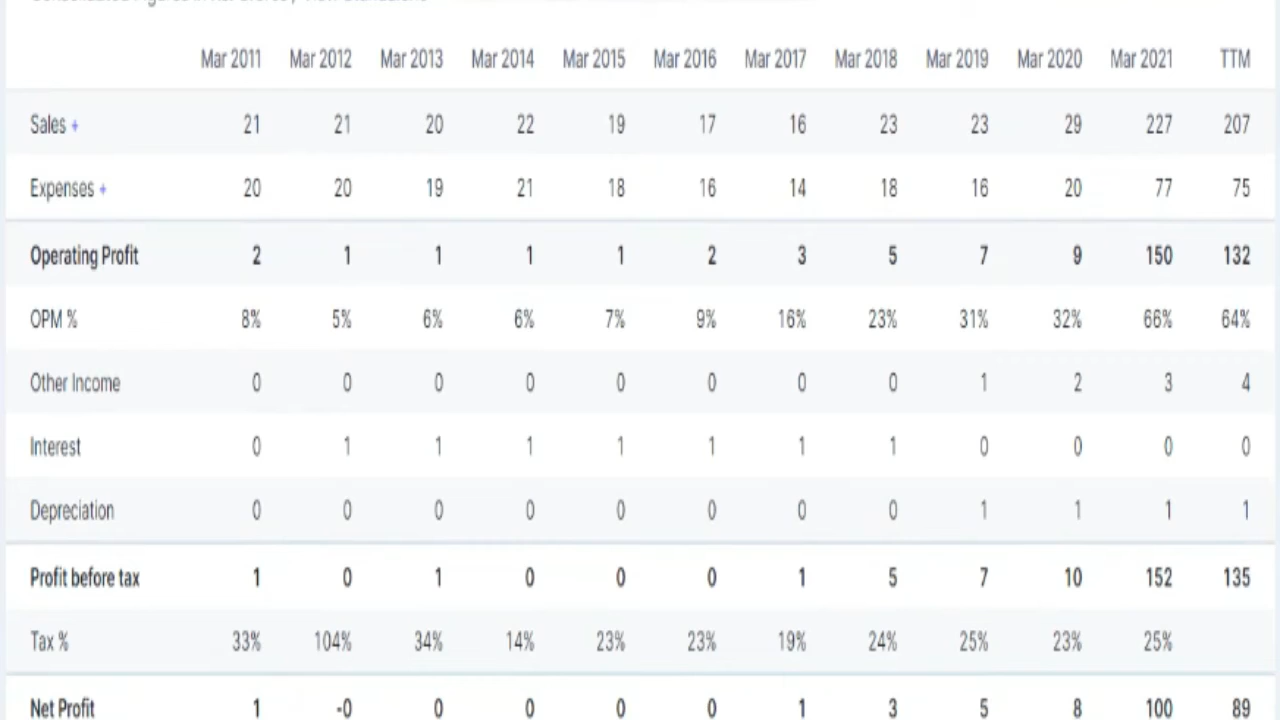 Mar 2011 Mar 2012 Mar 2013 Mar 2014 Mar 2015 Mar 2016 Mar 2017 Mar 2018 Mar 2019 Mar 2020 Mar 2021 TTM
Sales + 21 21 20 22 19 17 16 23 23 29 227 207
Expenses + 20 20 19 21 18 16 14 18 16 20 77 75
Operating Profit 2 1 1 1 1 2 3 5 7 9 150 132
OPM % 8% 5% 6% 6% 7% 9% 16% 23% 31% 32% 66% 64%
Other Income 0 0 0 0 0 0 0 0 1 2 3 4
Interest 0 1 1 1 1 1 1 1 0 0 0 0
Depreciation 0 0 0 0 0 0 0 0 1 1 1 1
Profit before tax 1 0 1 0 0 0 1 5 7 10 152 135
Tax % 33% 104% 34% 14% 23% 23% 19% 24% 25% 23% 25%
Net Profit 1 -0 0 0 0 0 1 3 5 8 100 89